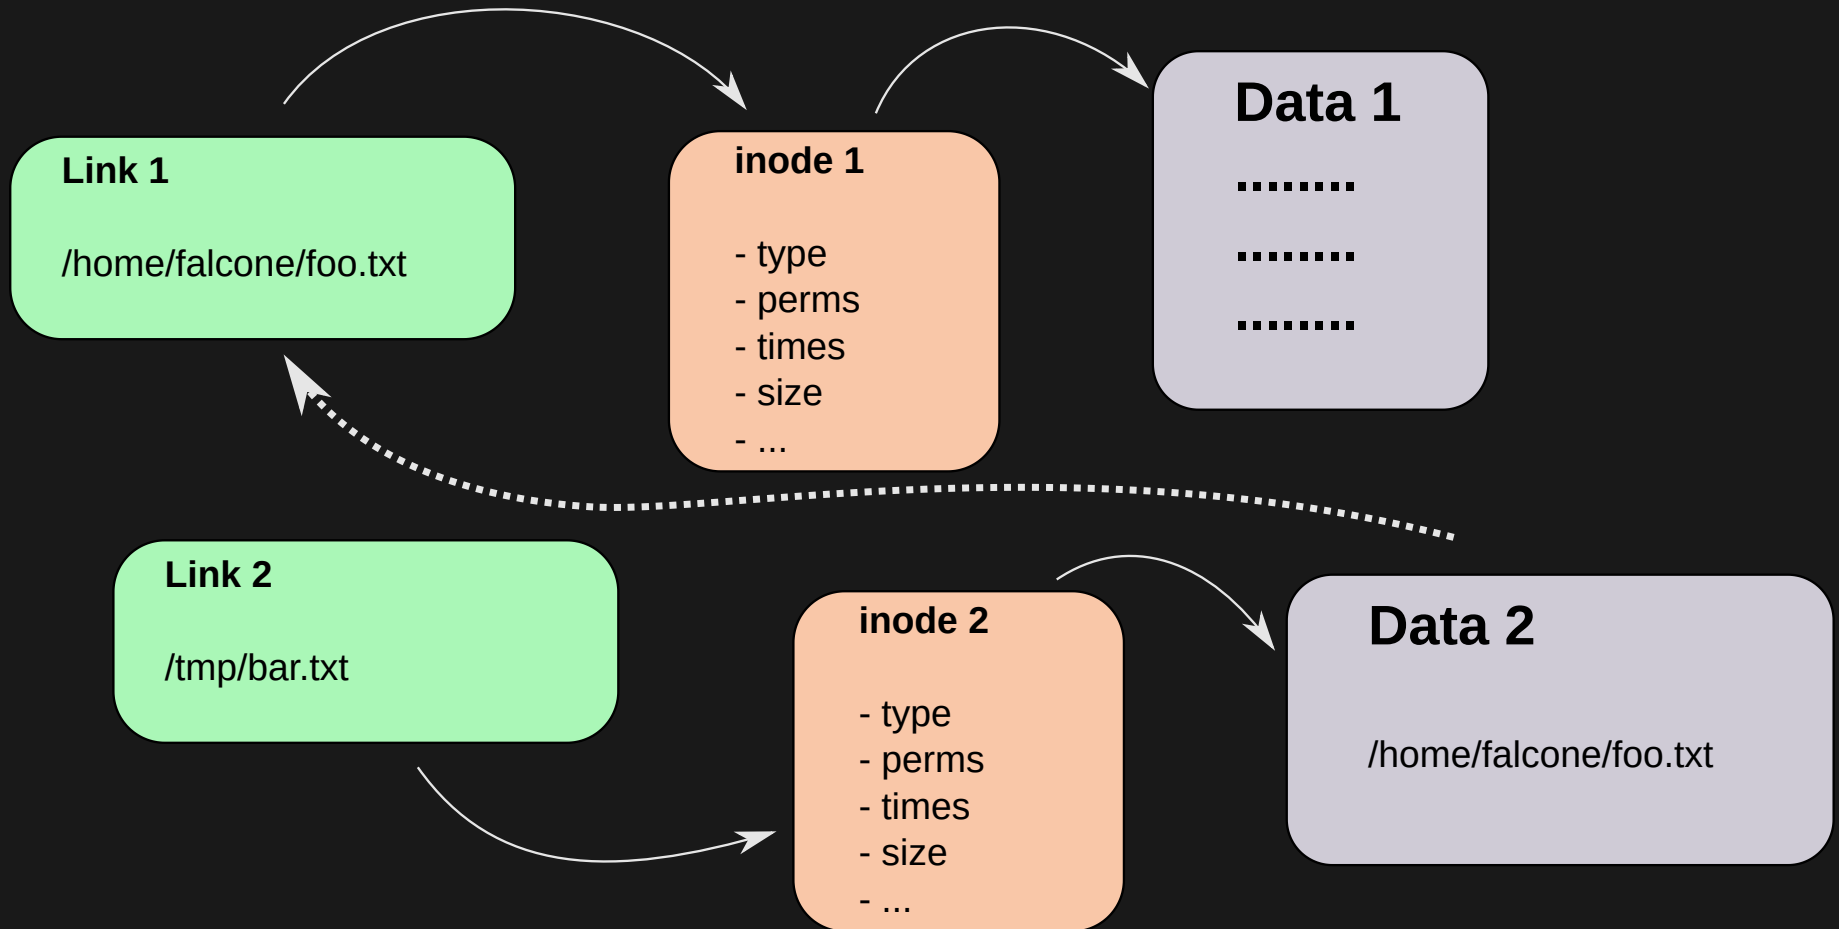 Link 1
/home/falcone/foo.txt
inode 1
- type
- perms
- times
- size
- ...
Data 1
.........
.........
.........
Link 2
/tmp/bar.txt
inode 2
- type
- perms
- times
- size
- ...
Data 2
/home/falcone/foo.txt